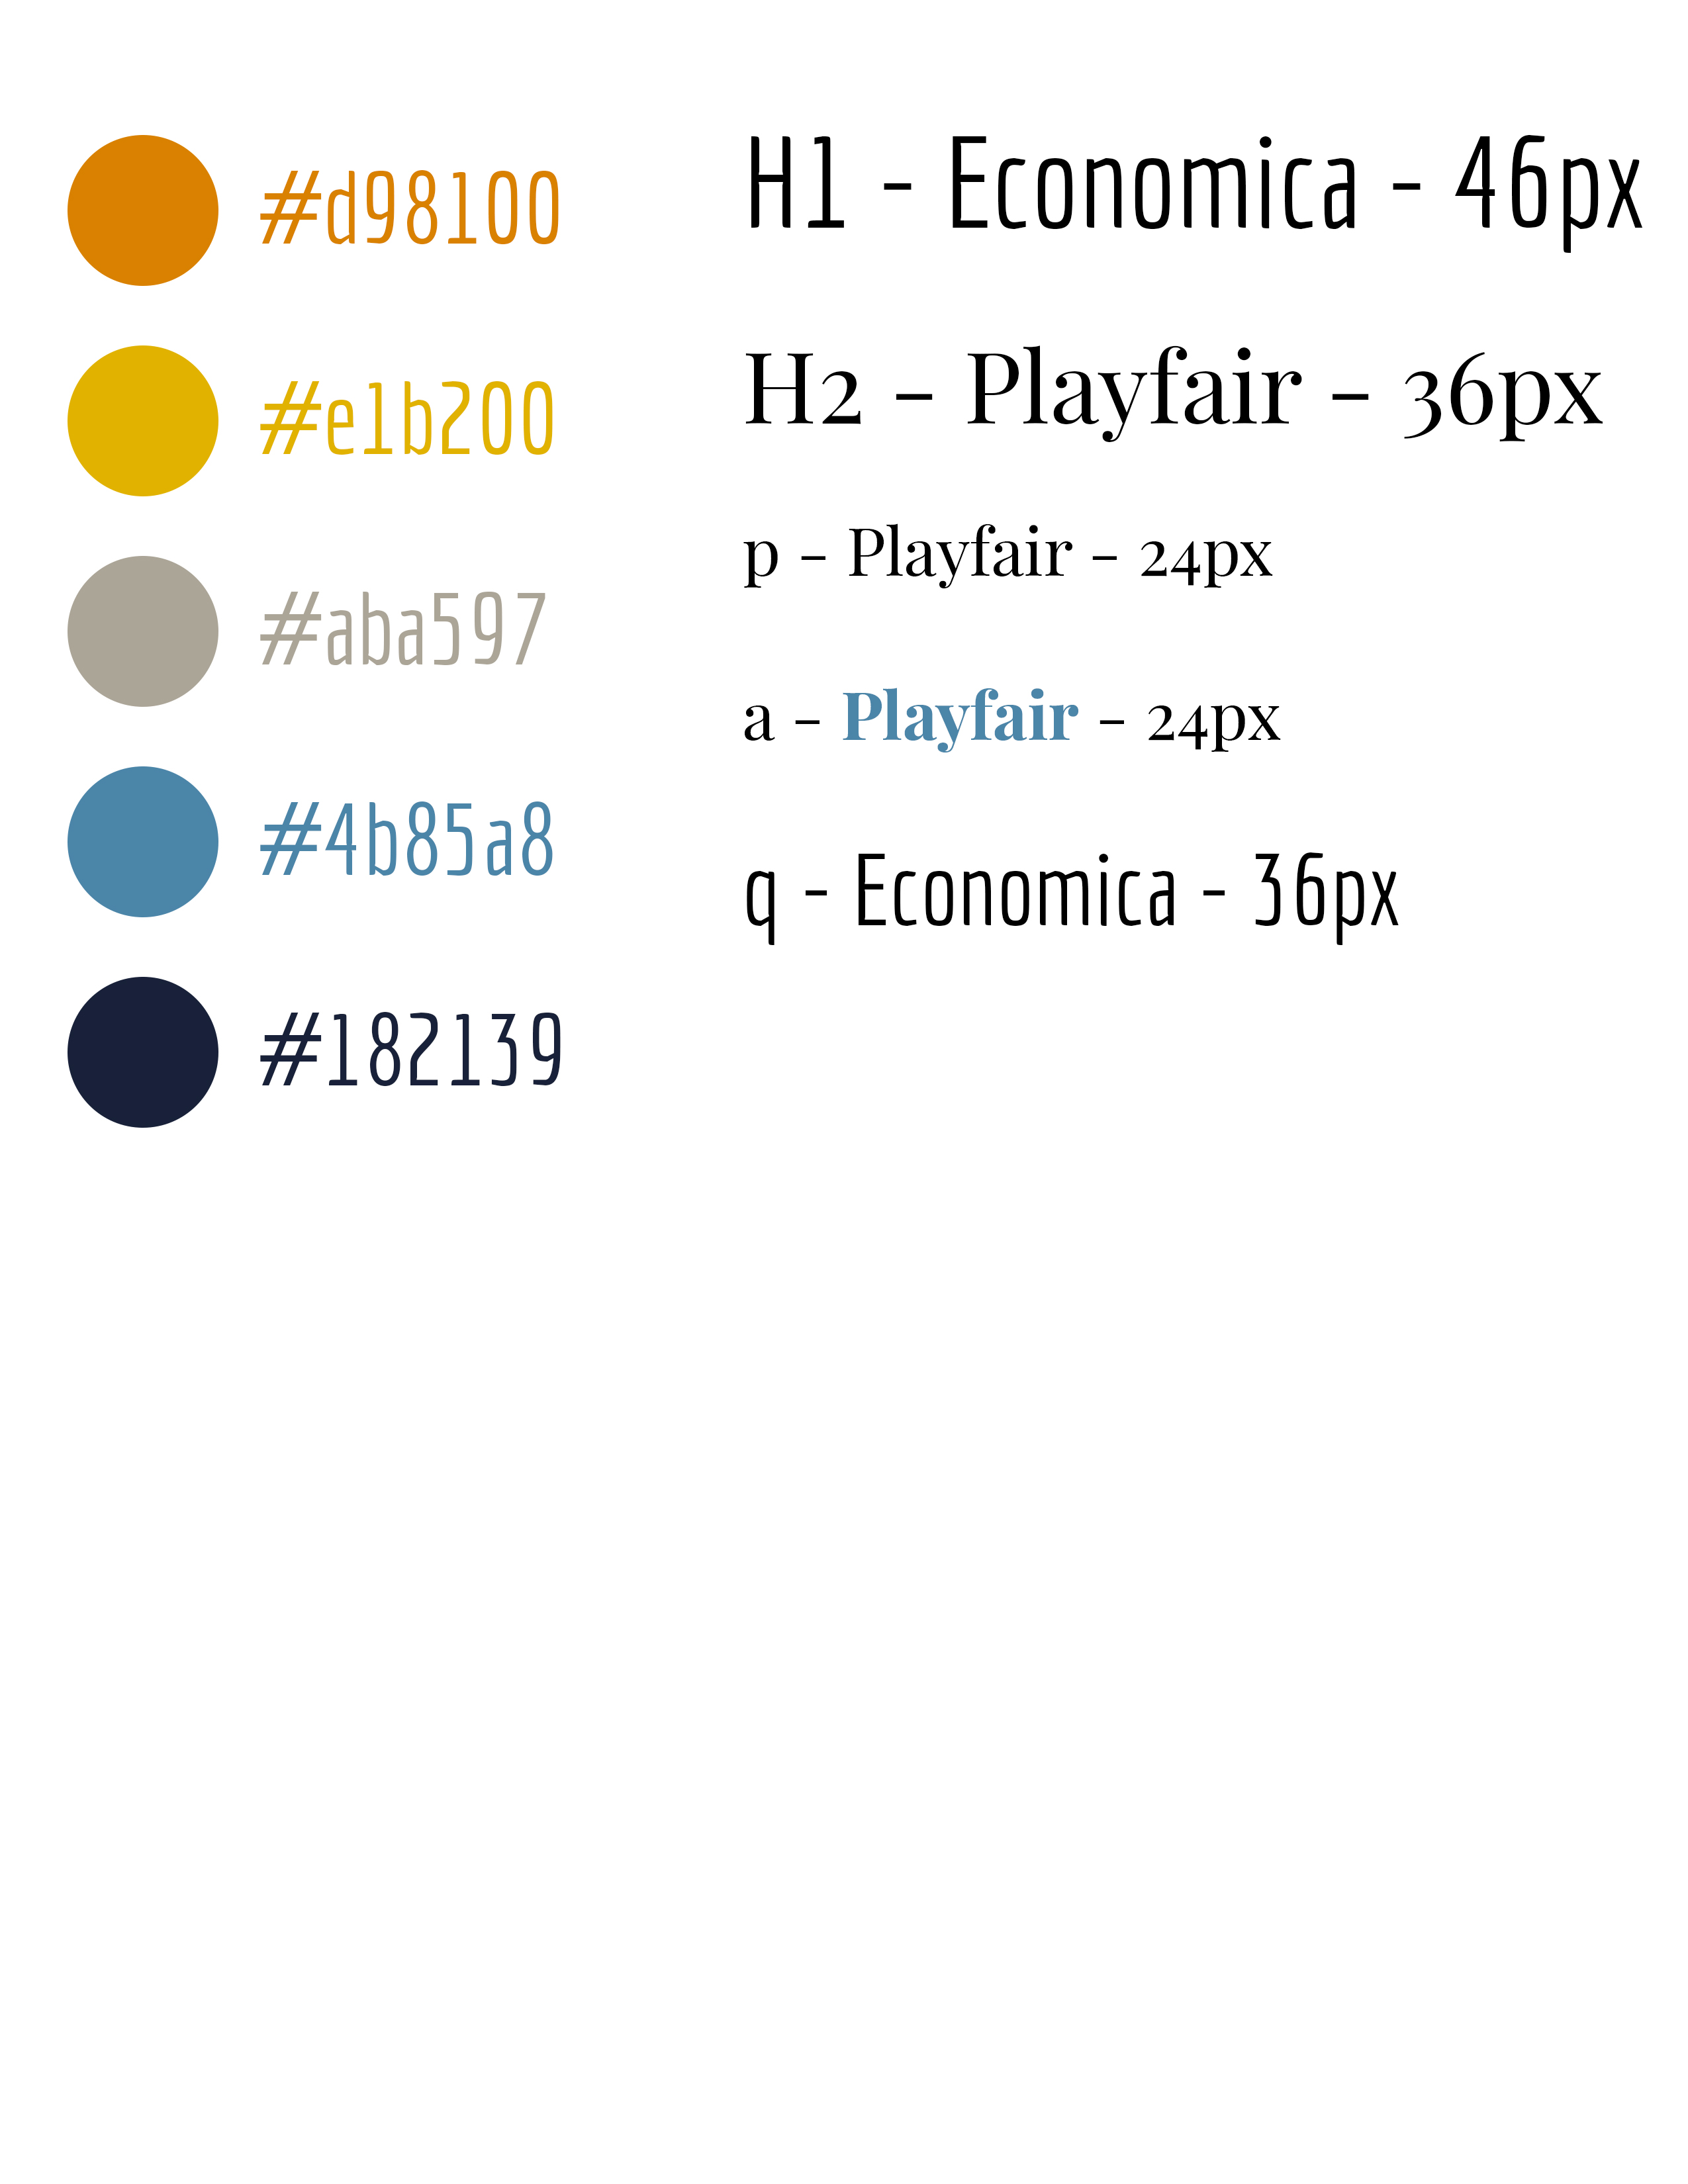 #d98100
#e1b200
#aba597
#4b85a8
#182139
H1 - Economica - 46px
H2 - Playfair - 36px
p - Playfair - 24px
a - Playfair - 24px
q - Economica - 36px